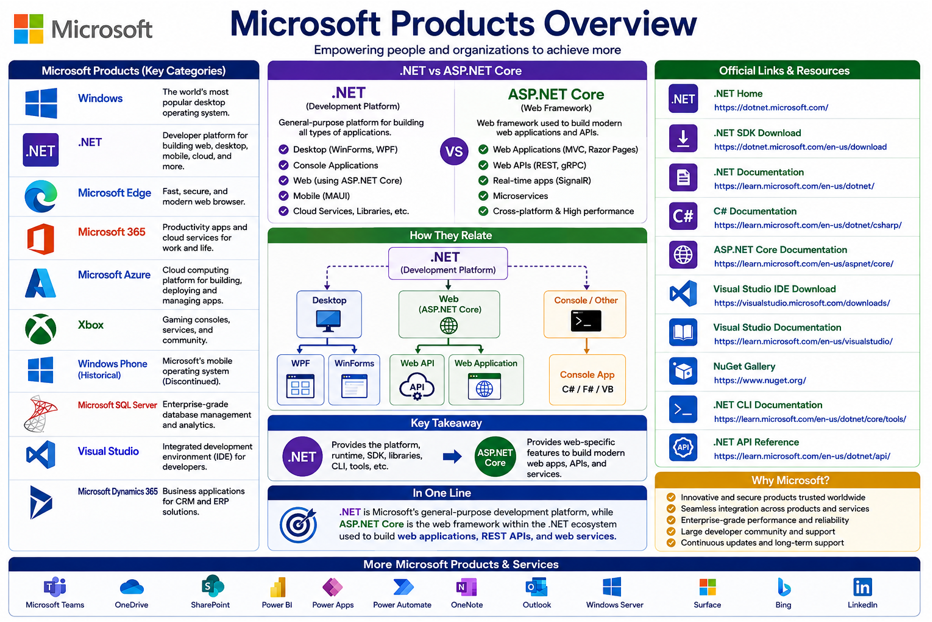 Microsoft
Microsoft Products Overview
Empowering people and organizations to achieve more
Microsoft Products (Key Categories)
Windows
The world's most
popular desktop
operating system.
.NET
.NET
Developer platform for
building web, desktop,
mobile, cloud, and
more.
Microsoft Edge
Fast, secure, and
modern web browser.
Microsoft 365
Productivity apps and
cloud services for
work and life.
Microsoft Azure
Cloud computing
platform for building,
deploying and
managing apps.
Xbox
Gaming consoles,
services, and
community.
Windows Phone
(Historical)
Microsoft's mobile
operating system
(Discontinued).
Microsoft SQL Server
Enterprise-grade
database management
and analytics.
Visual Studio
Integrated development
environment (IDE) for
developers.
Microsoft Dynamics 365
Business applications
for CRM and ERP
solutions.
.NET vs ASP.NET Core
.NET
(Development Platform)
General-purpose platform for building
all types of applications.
Desktop (WinForms, WPF)
Console Applications
Web (using ASP.NET Core)
Mobile (MAUI)
Cloud Services, Libraries, etc.
VS
ASP.NET Core
(Web Framework)
Web framework used to build modern
web applications and APIs.
Web Applications (MVC, Razor Pages)
Web APIs (REST, gRPC)
Real-time apps (SignalR)
Microservices
Cross-platform & High performance
How They Relate
.NET
(Development Platform)
Desktop
Web
(ASP.NET Core)
Console / Other
WPF
WinForms
Web API
API
Web Application
Console App
C# / F# / VB
Key Takeaway
.NET
Provides the platform,
runtime, SDK, libraries,
CLI, tools, etc.
ASP.NET
Core
Provides web-specific
features to build modern
web apps, APIs, and
services.
In One Line
.NET is Microsoft's general-purpose development platform, while
ASP.NET Core is the web framework within the .NET ecosystem
used to build web applications, REST APIs, and web services.
Official Links & Resources
.NET
.NET Home
https://dotnet.microsoft.com/
.NET SDK Download
https://dotnet.microsoft.com/en-us/download
.NET Documentation
https://learn.microsoft.com/en-us/dotnet/
C#
C# Documentation
https://learn.microsoft.com/en-us/dotnet/csharp/
ASP.NET Core Documentation
https://learn.microsoft.com/en-us/aspnet/core/
Visual Studio IDE Download
https://visualstudio.microsoft.com/downloads/
Visual Studio Documentation
https://learn.microsoft.com/en-us/visualstudio/
NuGet Gallery
https://www.nuget.org/
.NET CLI Documentation
https://learn.microsoft.com/en-us/dotnet/core/tools/
API
.NET API Reference
https://learn.microsoft.com/en-us/dotnet/api/
Why Microsoft?
Innovative and secure products trusted worldwide
Seamless integration across products and services
Enterprise-grade performance and reliability
Large developer community and support
Continuous updates and long-term support
More Microsoft Products & Services
Microsoft Teams
OneDrive
SharePoint
Power BI
Power Apps
Power Automate
OneNote
Outlook
Windows Server
Surface
Bing
LinkedIn